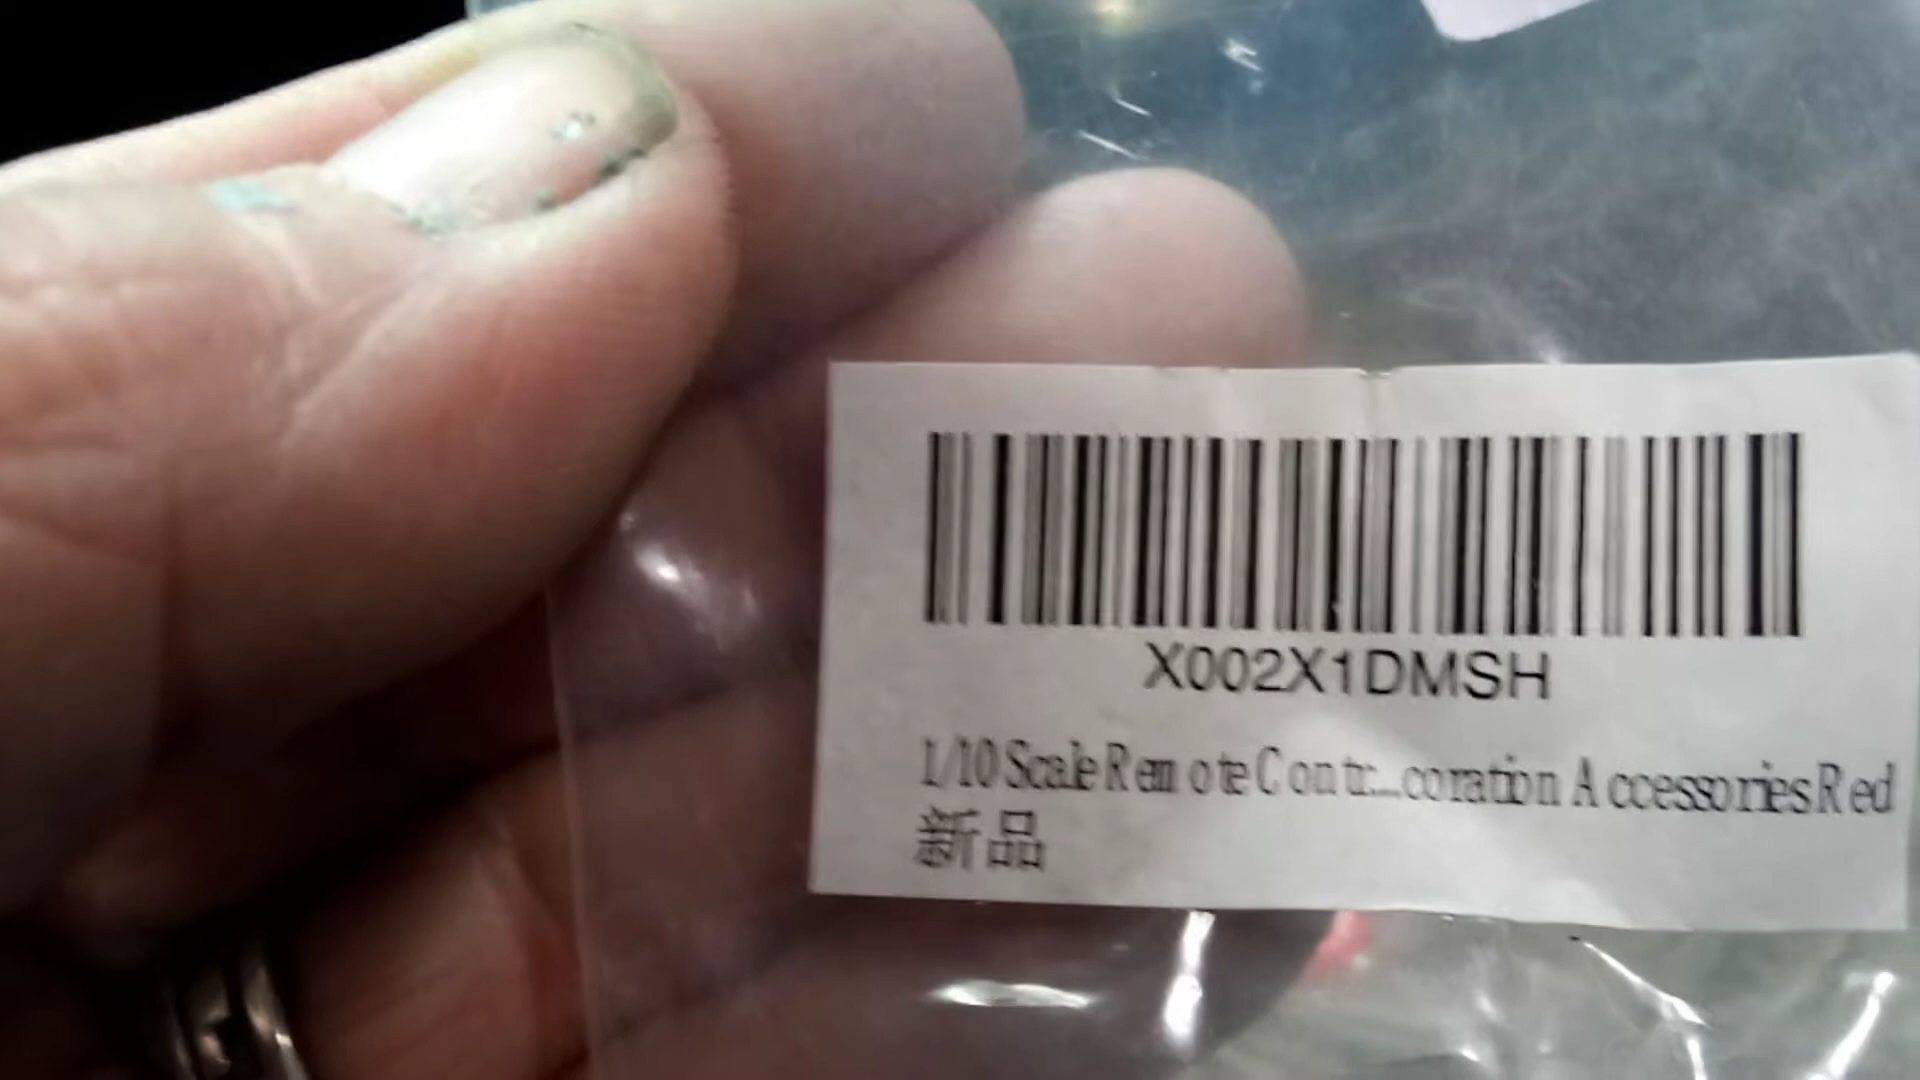 X002X1DMSH
1/10 Scale Remote Contr...coration Accessories Red
新品